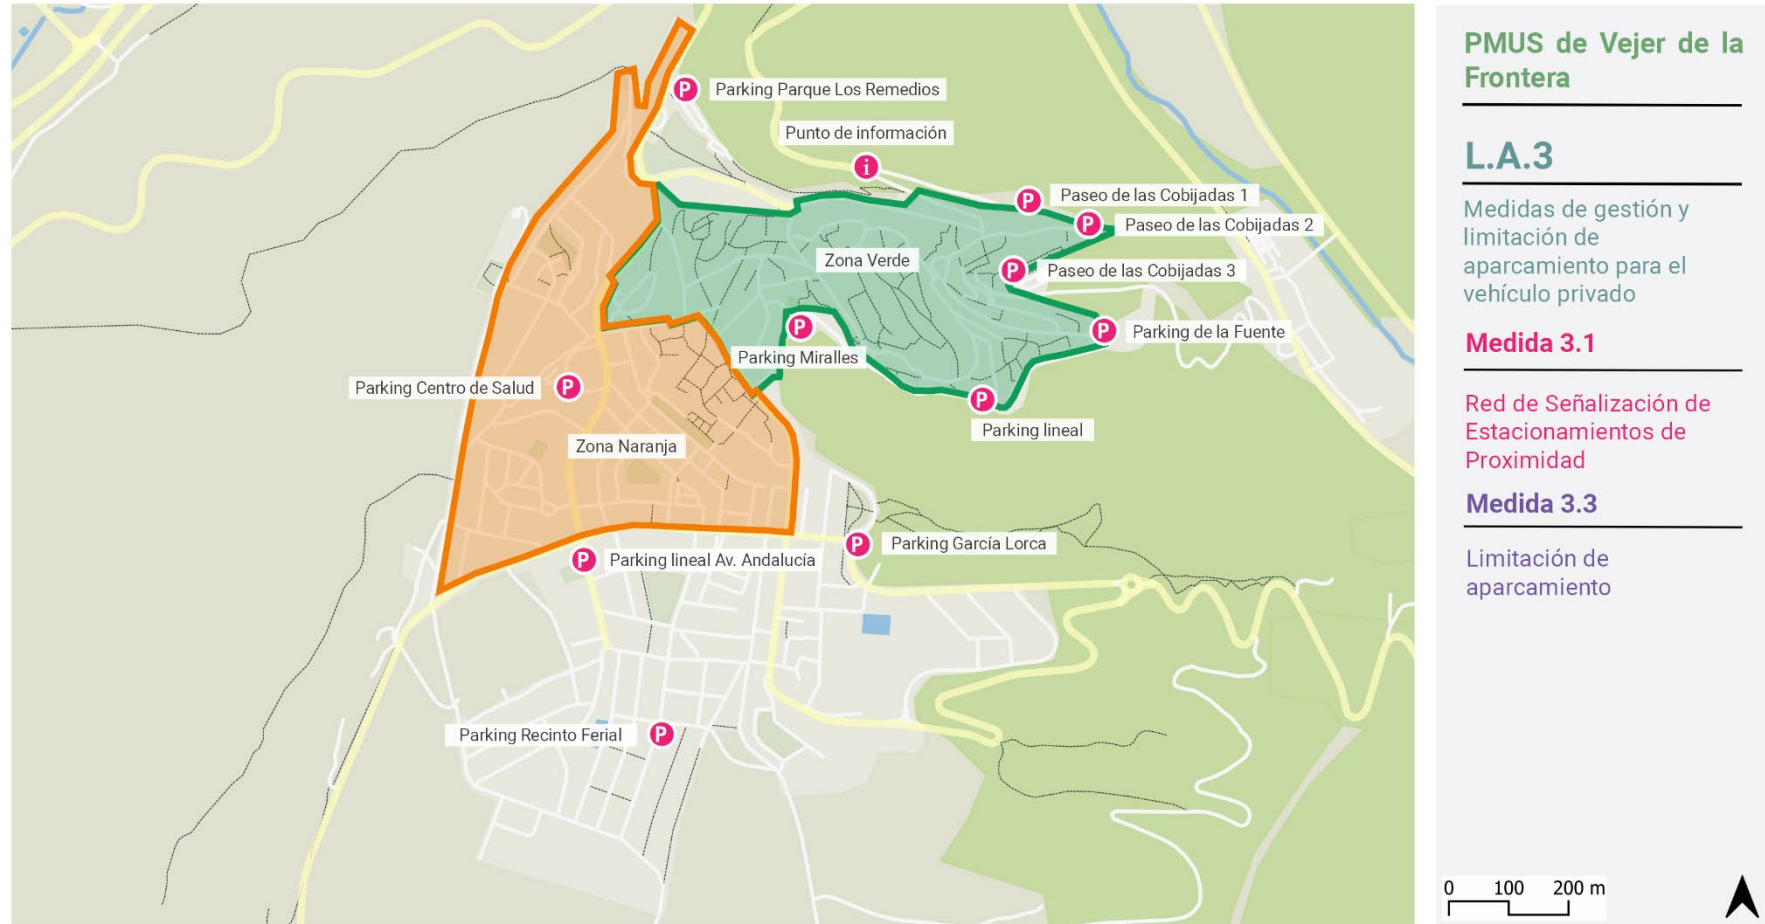 Parking Parque Los Remedios
Punto de información
Paseo de las Cobijadas 1
Paseo de las Cobijadas 2
Zona Verde
Paseo de las Cobijadas 3
Parking de la Fuente
Parking Miralles
Parking Centro de Salud
Parking lineal
Zona Naranja
Parking García Lorca
Parking lineal Av. Andalucía
Parking Recinto Ferial
P
i
P
P
P
P
P
P
P
P
P
P
PMUS de Vejer de la
Frontera
L.A.3
Medidas de gestión y
limitación de
aparcamiento para el
vehículo privado
Medida 3.1
Red de Señalización de
Estacionamientos de
Proximidad
Medida 3.3
Limitación de
aparcamiento
0 100 200 m